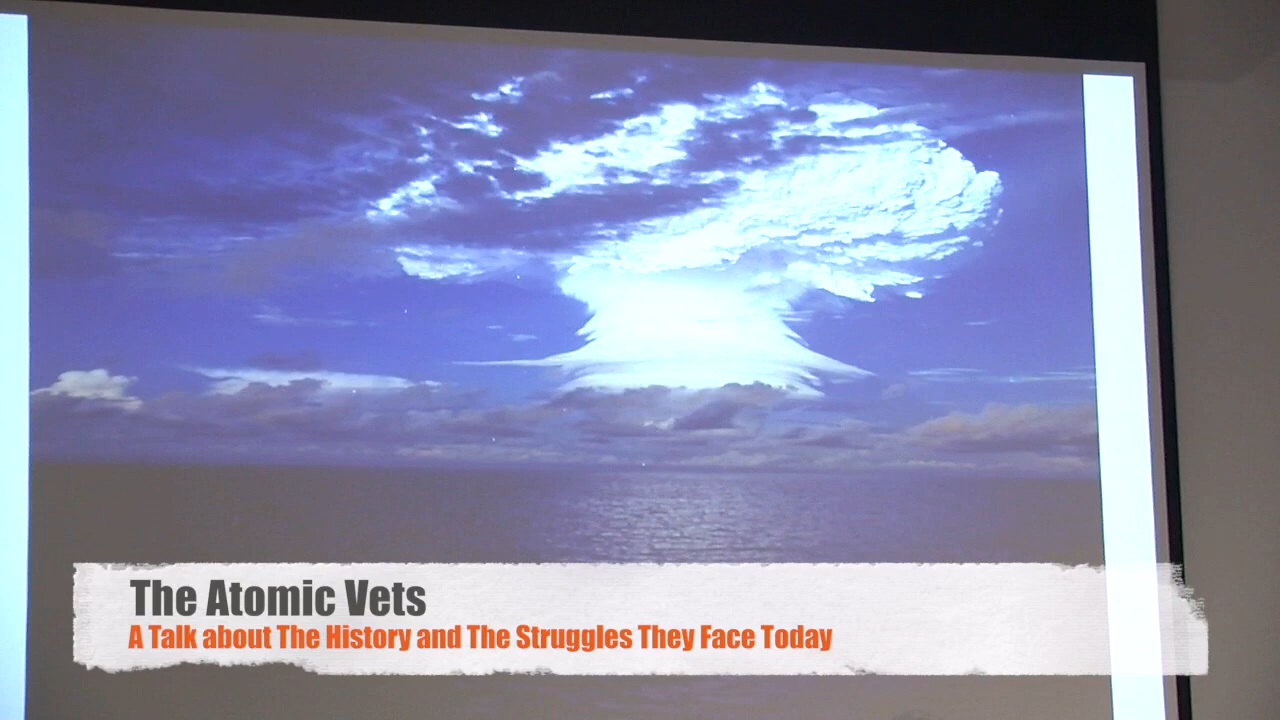 The Atomic Vets
A Talk about The History and The Struggles They Face Today